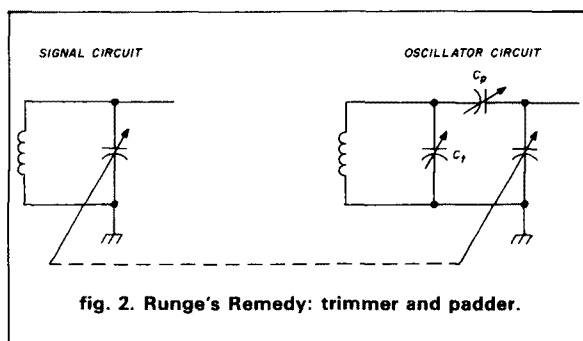 SIGNAL CIRCUIT
OSCILLATOR CIRCUIT
Cp
Ct
fig. 2. Runge's Remedy: trimmer and padder.